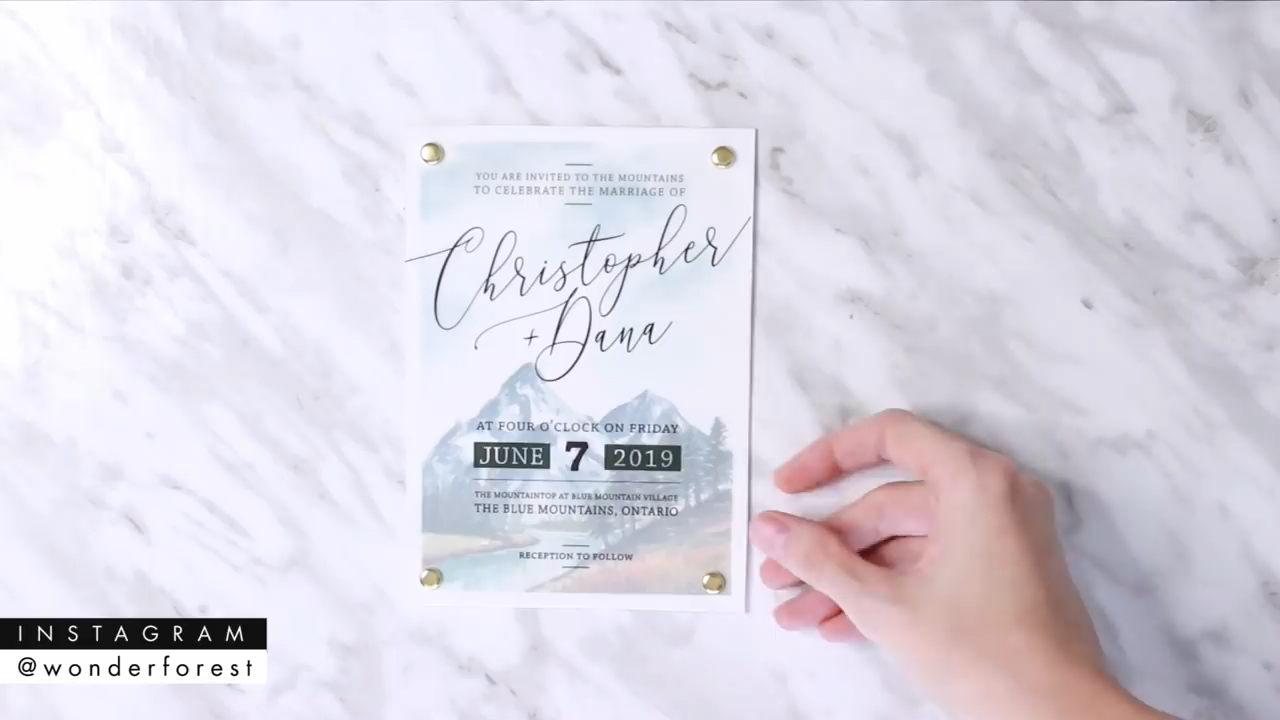 YOU ARE INVITED TO THE MOUNTAINS
TO CELEBRATE THE MARRIAGE OF
Christopher
+ Dana
AT FOUR O'CLOCK ON FRIDAY
JUNE 7 2019
THE MOUNTAINTOP AT BLUE MOUNTAIN VILLAGE
THE BLUE MOUNTAINS, ONTARIO
RECEPTION TO FOLLOW
INSTAGRAM
@wonderforest